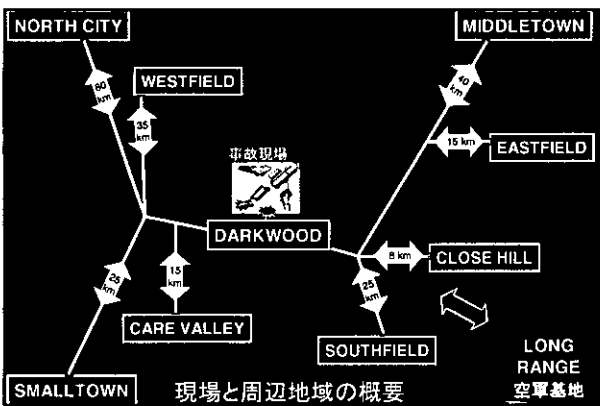 NORTH CITY
MIDDLETOWN
WESTFIELD
80
km
40
km
35
km
15 km
EASTFIELD
事故現場
DARKWOOD
8 km
CLOSE HILL
25
km
15
km
25
km
CARE VALLEY
SOUTHFIELD
LONG
RANGE
空軍基地
SMALLTOWN
現場と周辺地域の概要